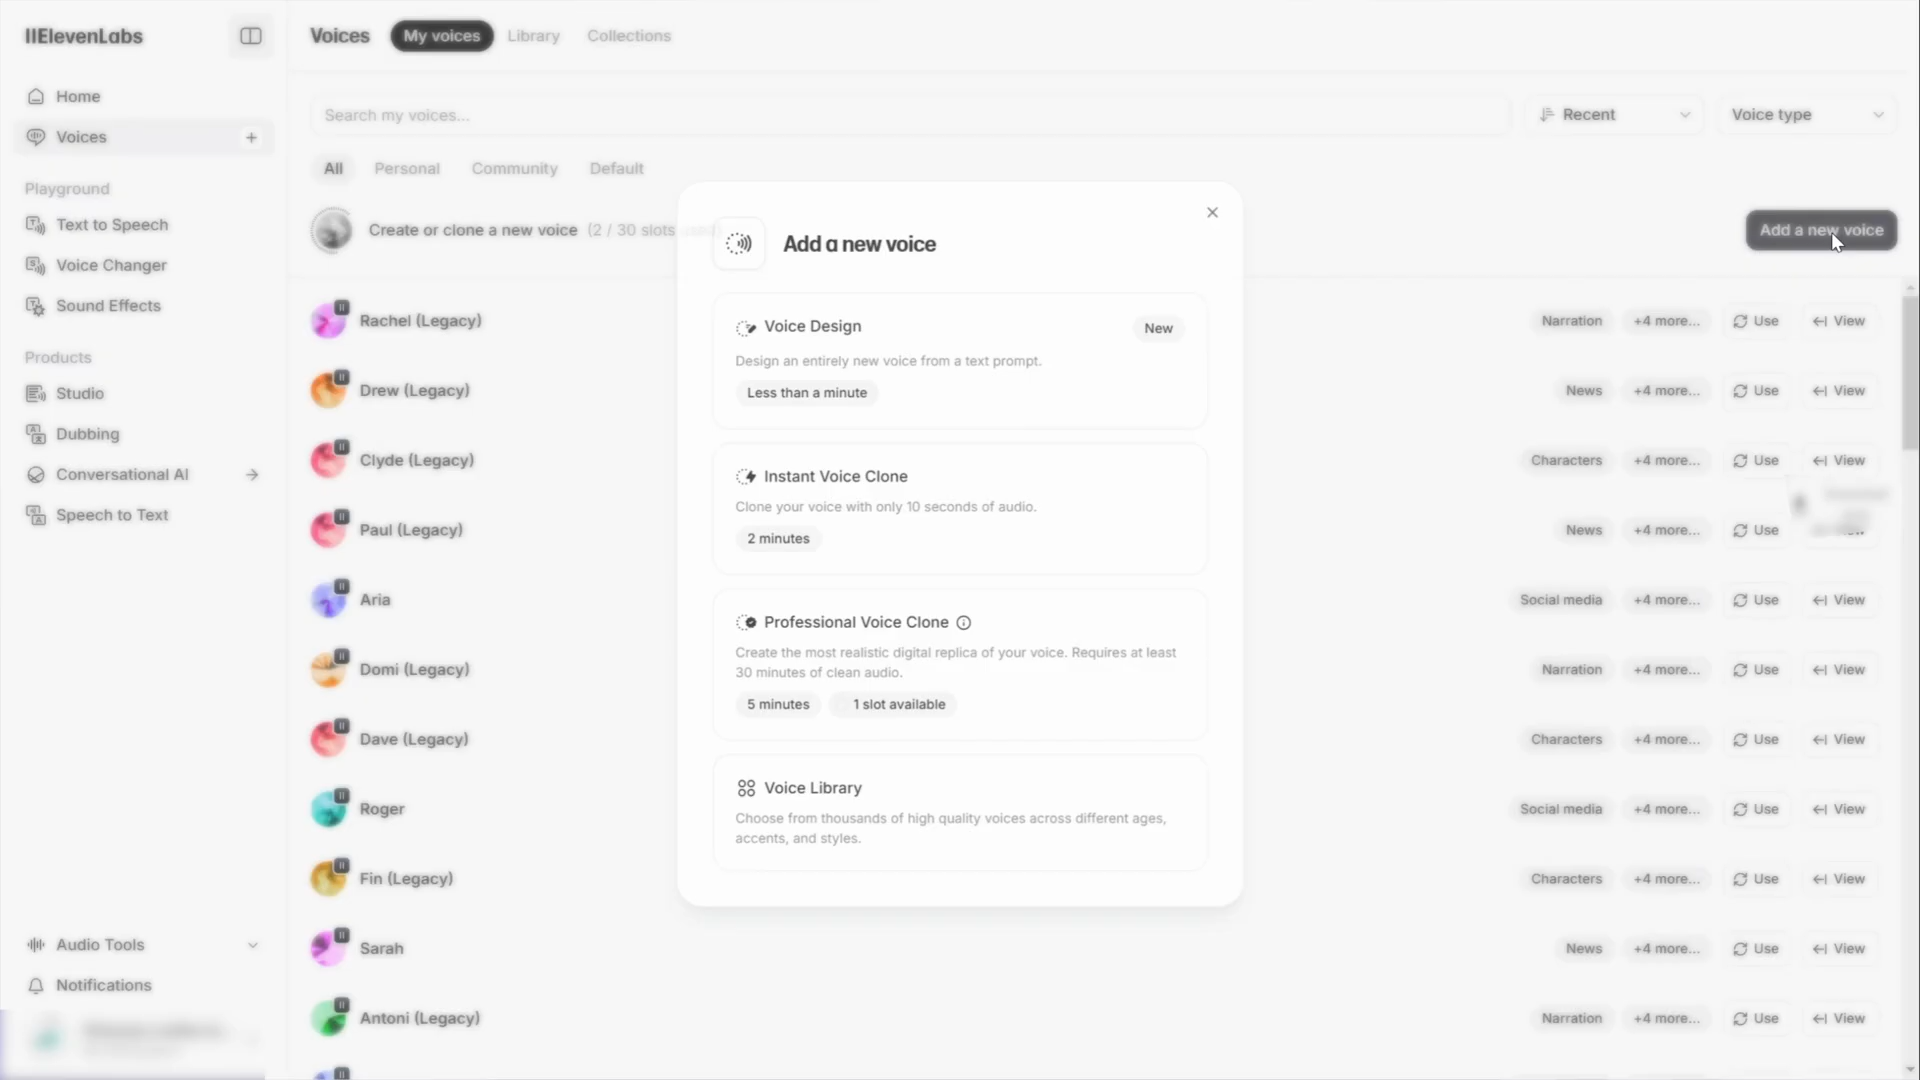 IIElevenLabs
Home
Voices
Playground
Text to Speech
Voice Changer
Sound Effects
Products
Studio
Dubbing
Conversational AI
Speech to Text
Audio Tools
Notifications
Voices My voices Library Collections
Search my voices...
Recent
Voice type
All Personal Community Default
Create or clone a new voice (2 / 30 slots
Add a new voice
Rachel (Legacy) Narration +4 more... Use View
Drew (Legacy) News +4 more... Use View
Clyde (Legacy) Characters +4 more... Use View
Paul (Legacy) News +4 more... Use
Aria Social media +4 more... Use View
Domi (Legacy) Narration +4 more... Use View
Dave (Legacy) Characters +4 more... Use View
Roger Social media +4 more... Use View
Fin (Legacy) Characters +4 more... Use View
Sarah News +4 more... Use View
Antoni (Legacy) Narration +4 more... Use View
Add a new voice
Voice Design New
Design an entirely new voice from a text prompt.
Less than a minute
Instant Voice Clone
Clone your voice with only 10 seconds of audio.
2 minutes
Professional Voice Clone
Create the most realistic digital replica of your voice. Requires at least
30 minutes of clean audio.
5 minutes 1 slot available
Voice Library
Choose from thousands of high quality voices across different ages,
accents, and styles.